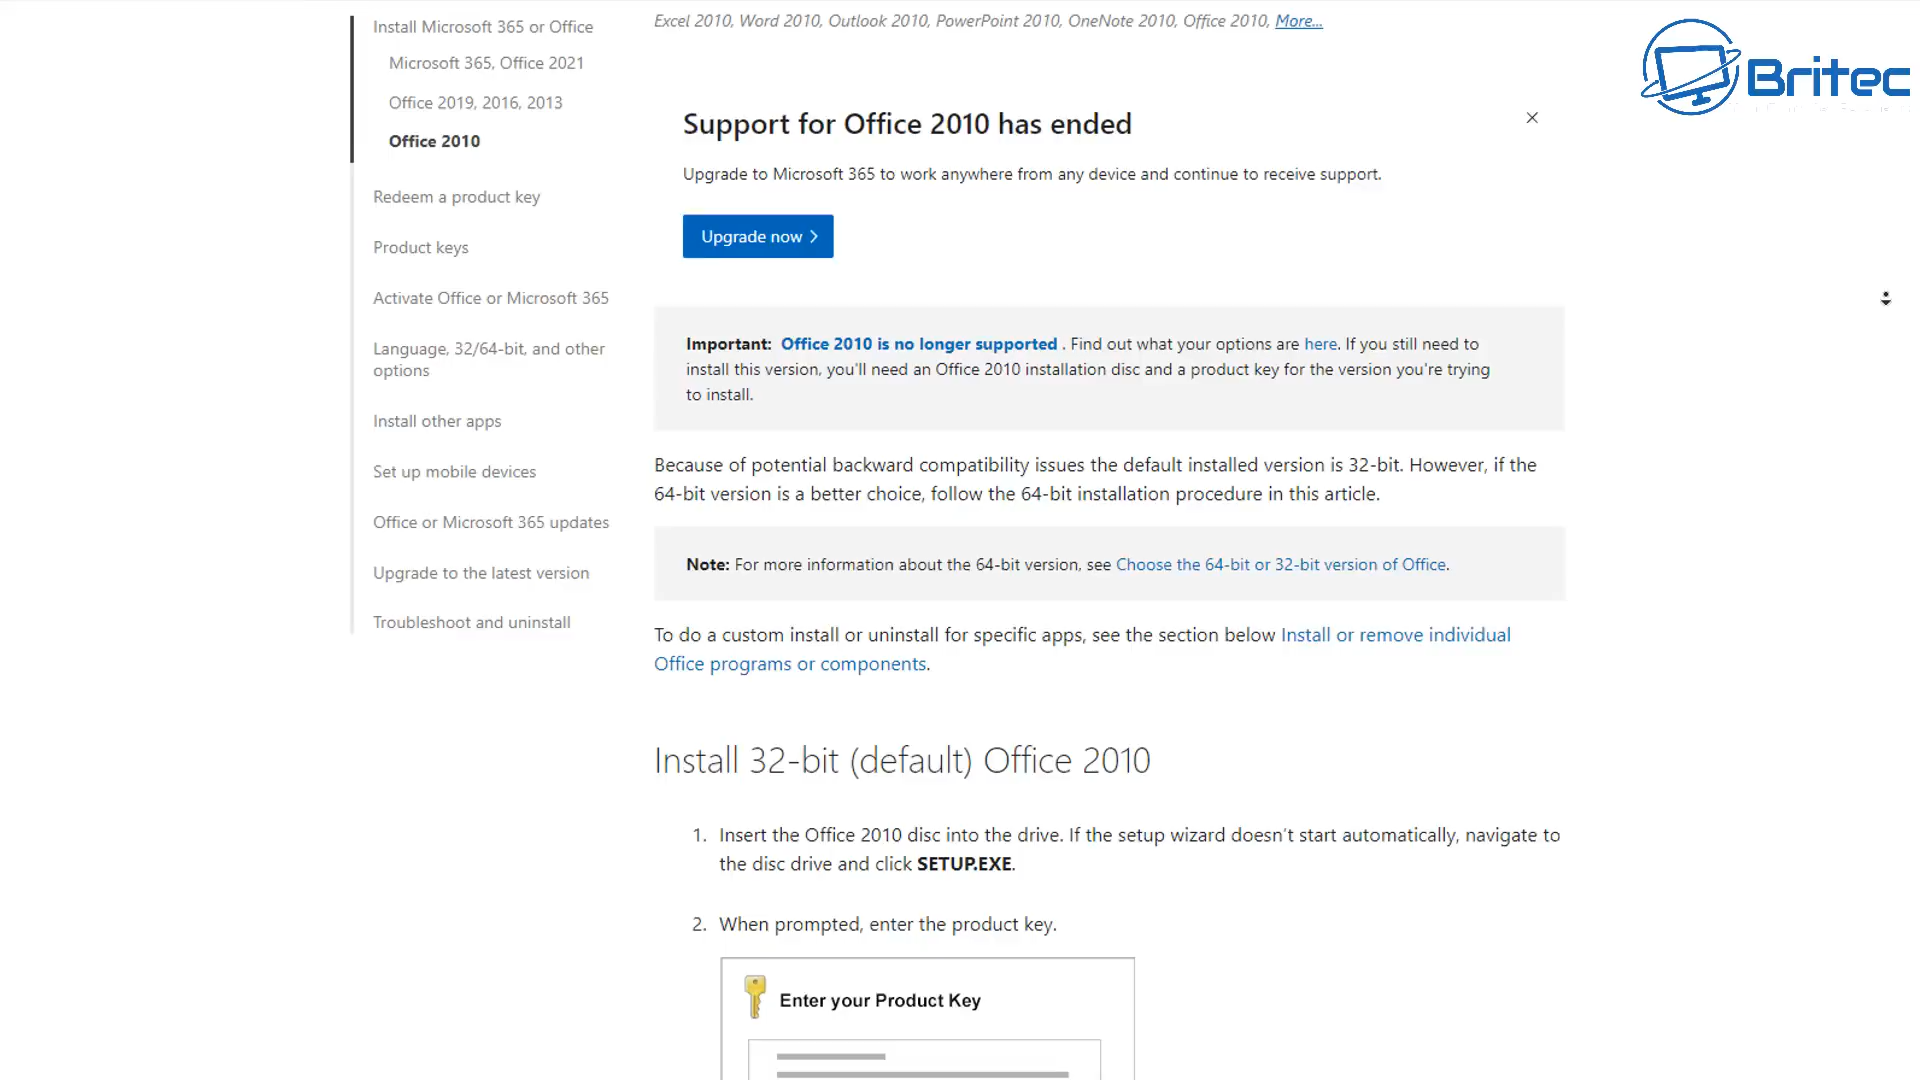 Install Microsoft 365 or Office
Microsoft 365, Office 2021
Office 2019, 2016, 2013
Office 2010
Redeem a product key
Product keys
Activate Office or Microsoft 365
Language, 32/64-bit, and other
options
Install other apps
Set up mobile devices
Office or Microsoft 365 updates
Upgrade to the latest version
Troubleshoot and uninstall
Excel 2010, Word 2010, Outlook 2010, PowerPoint 2010, OneNote 2010, Office 2010, More...
Britec
Support for Office 2010 has ended
Upgrade to Microsoft 365 to work anywhere from any device and continue to receive support.
Upgrade now >
Important: Office 2010 is no longer supported . Find out what your options are here. If you still need to
install this version, you'll need an Office 2010 installation disc and a product key for the version you're trying
to install.
Because of potential backward compatibility issues the default installed version is 32-bit. However, if the
64-bit version is a better choice, follow the 64-bit installation procedure in this article.
Note: For more information about the 64-bit version, see Choose the 64-bit or 32-bit version of Office.
To do a custom install or uninstall for specific apps, see the section below Install or remove individual
Office programs or components.
Install 32-bit (default) Office 2010
1. Insert the Office 2010 disc into the drive. If the setup wizard doesn't start automatically, navigate to
the disc drive and click SETUP.EXE.
2. When prompted, enter the product key.
Enter your Product Key